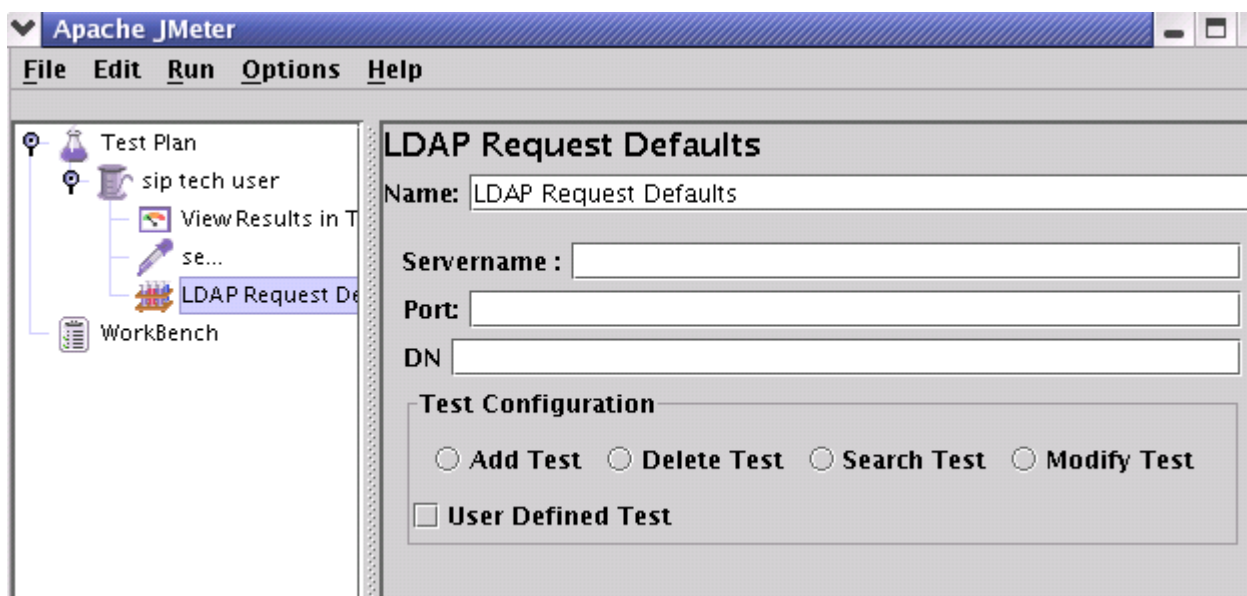 Apache JMeter
File Edit Run Options Help
Test Plan
sip tech user
View Results in T
se...
LDAP Request De
WorkBench
LDAP Request Defaults
Name: LDAP Request Defaults
Servername :
Port:
DN
Test Configuration
Add Test Delete Test Search Test Modify Test
User Defined Test